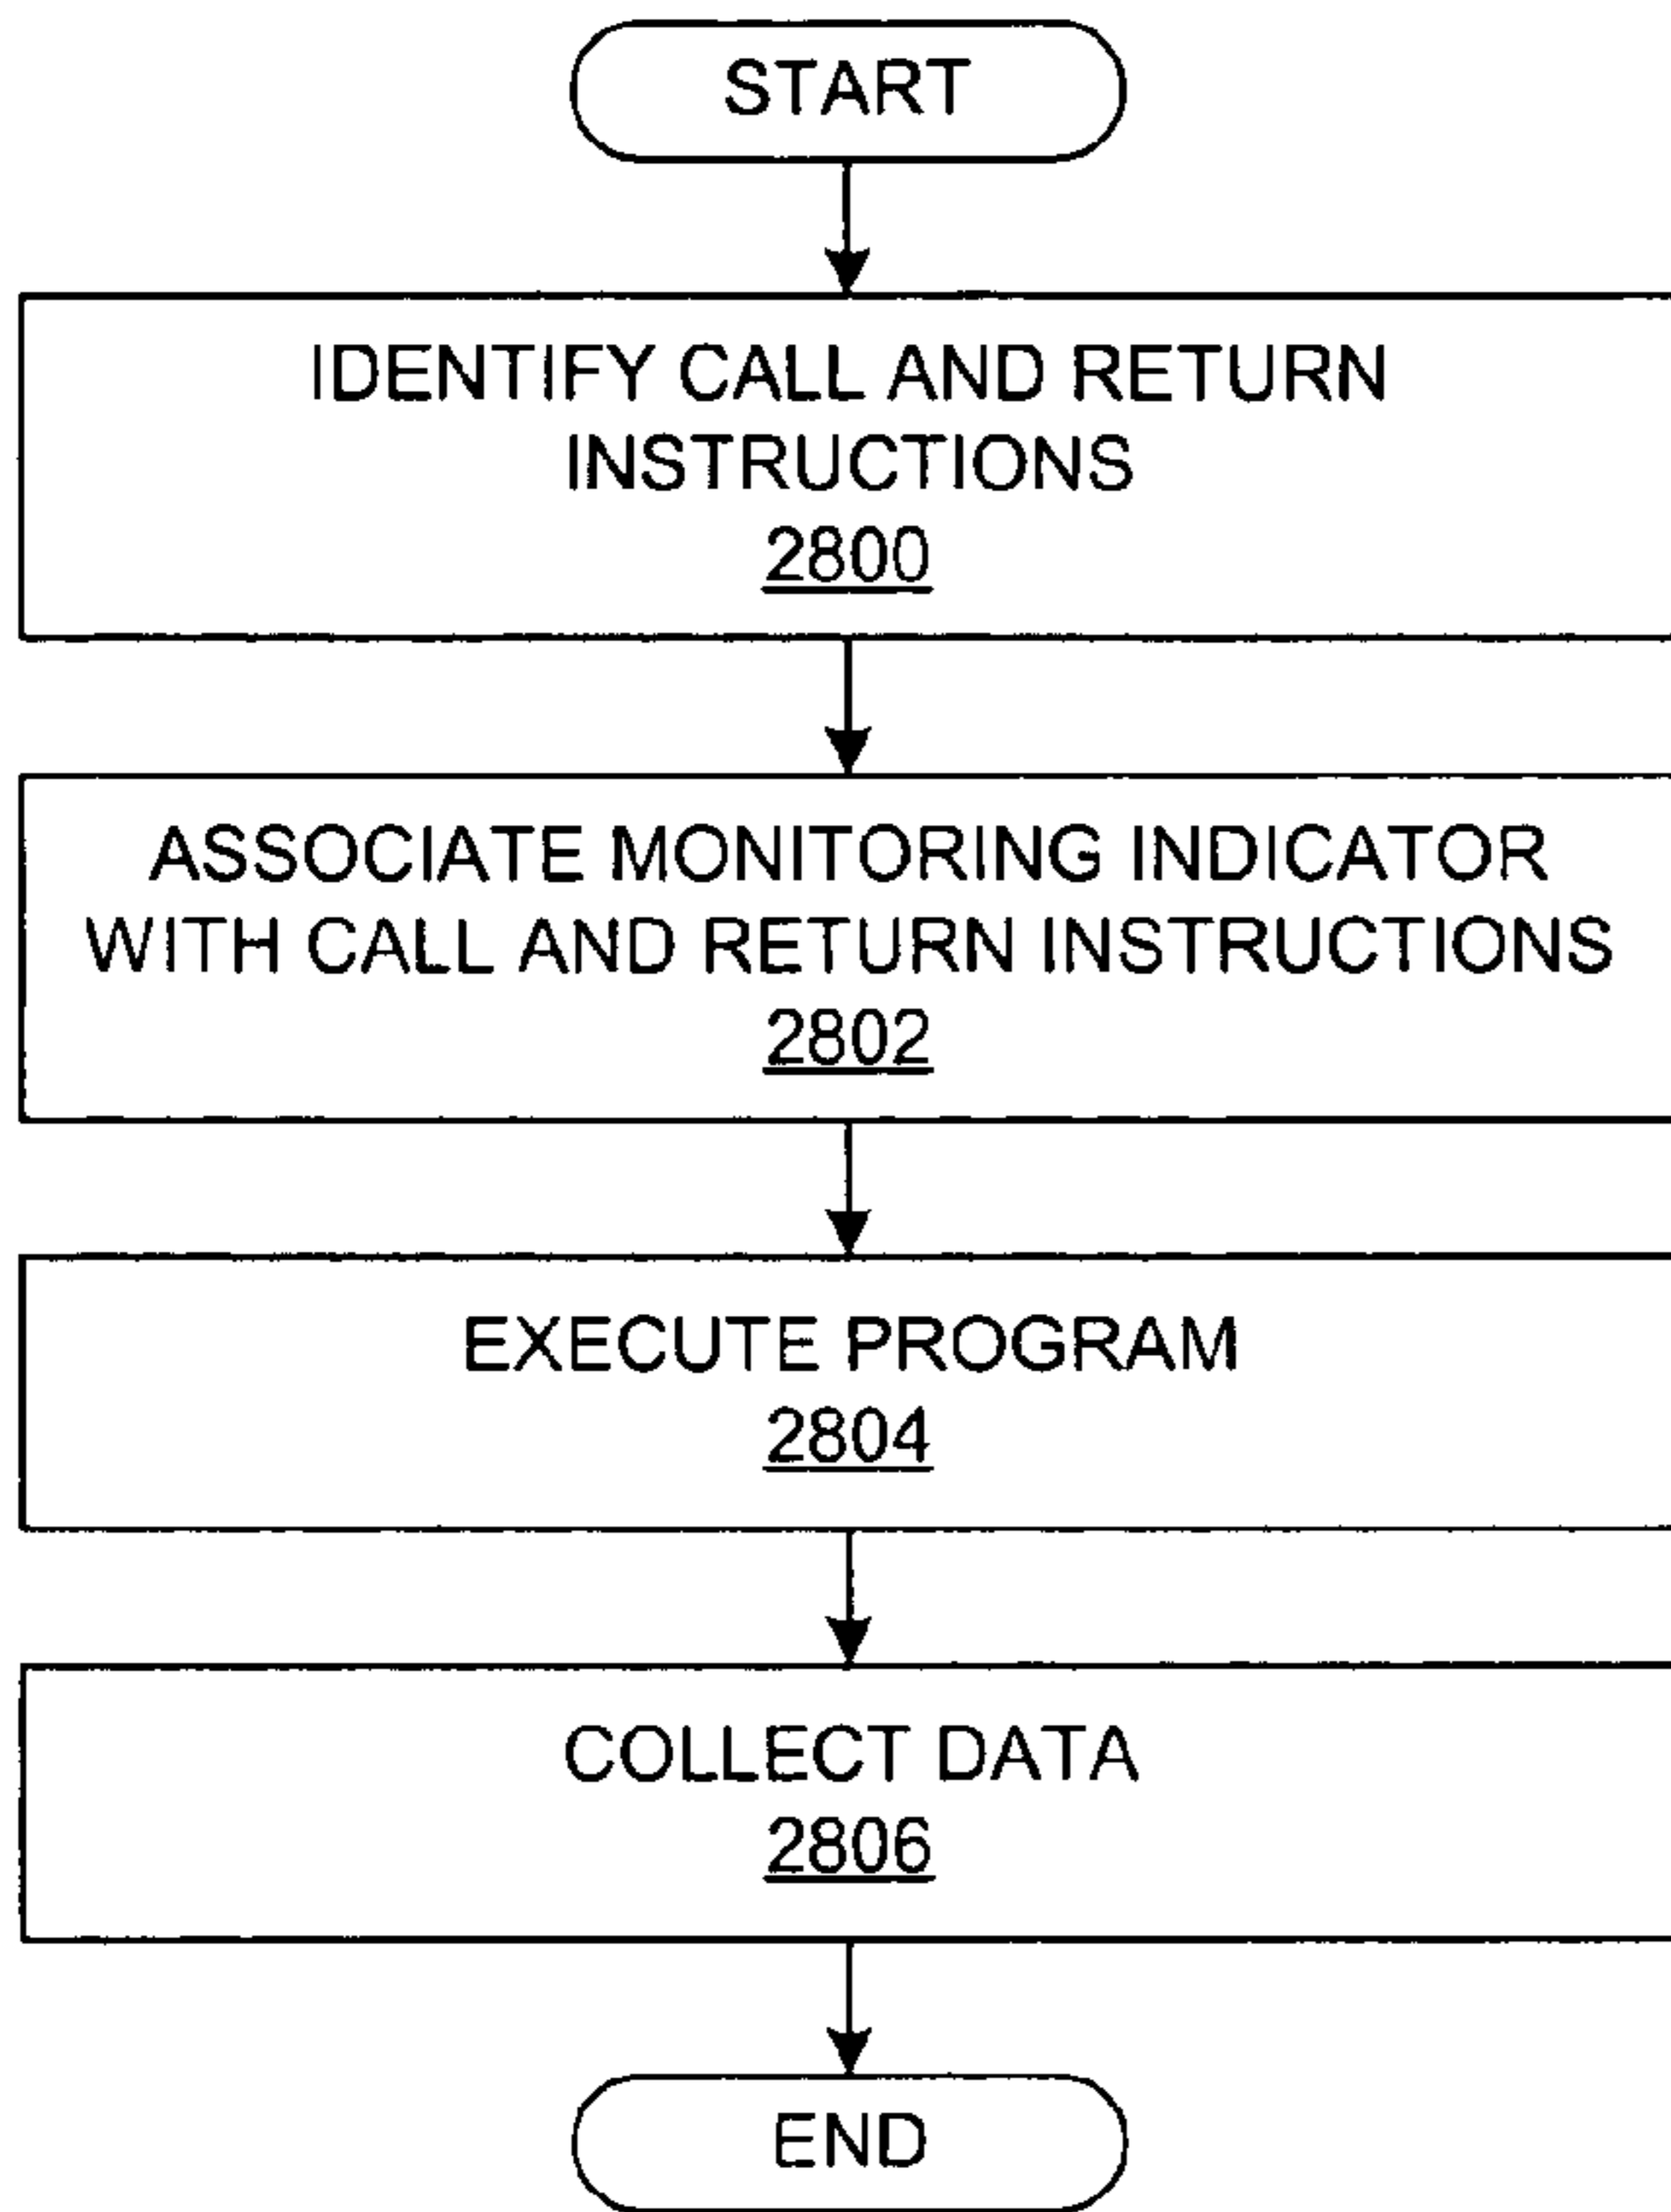 START
IDENTIFY CALL AND RETURN
INSTRUCTIONS
2800
ASSOCIATE MONITORING INDICATOR
WITH CALL AND RETURN INSTRUCTIONS
2802
EXECUTE PROGRAM
2804
COLLECT DATA
2806
END